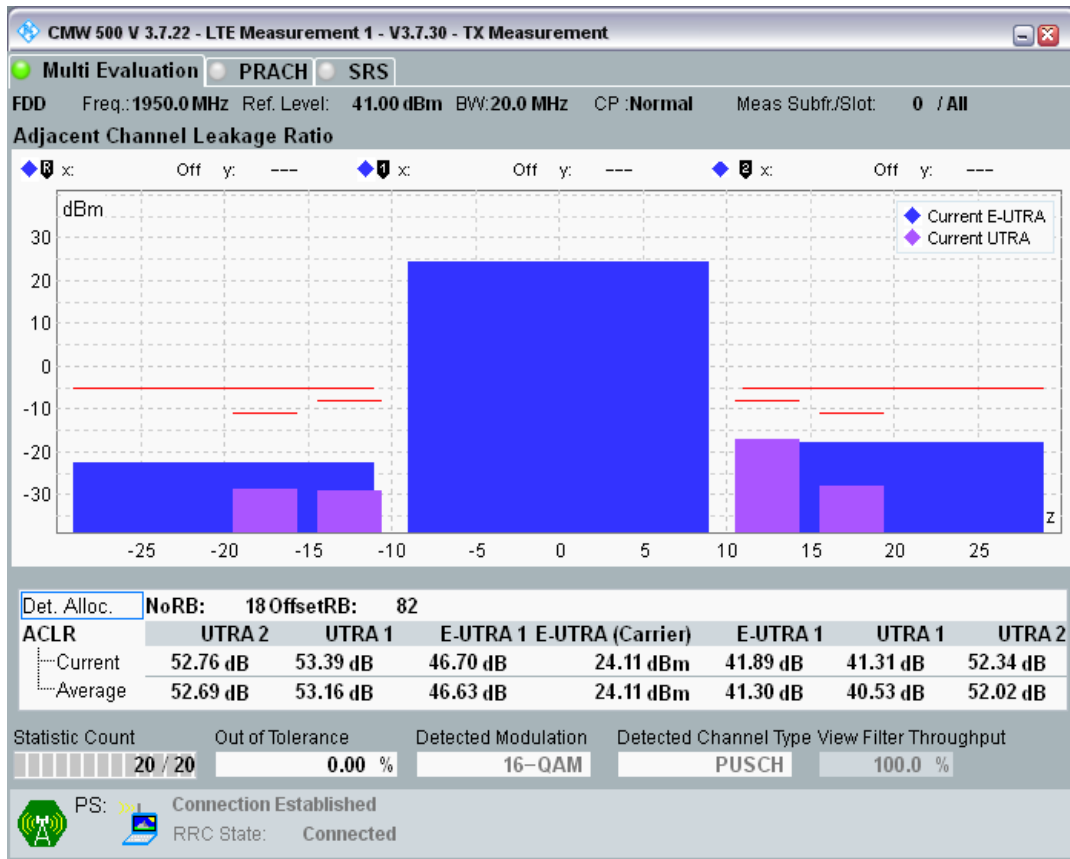 CMW 500 V 3.7.22 - LTE Measurement 1 - V3.7.30 - TX Measurement
Multi Evaluation PRACH SRS
FDD Freq.:1950.0 MHz Ref. Level: 41.00 dBm BW:20.0 MHz CP :Normal Meas Subfr./Slot: 0 / All
Adjacent Channel Leakage Ratio
R x: Off y: --- 1 x: Off y: --- 2 x: Off y: ---
dBm
Current E-UTRA
Current UTRA
30
20
10
0
-10
-20
-30
z
-25 -20 -15 -10 -5 0 5 10 15 20 25
Det. Alloc. NoRB: 18 OffsetRB: 82
ACLR UTRA 2 UTRA 1 E-UTRA 1 E-UTRA (Carrier) E-UTRA 1 UTRA 1 UTRA 2
Current 52.76 dB 53.39 dB 46.70 dB 24.11 dBm 41.89 dB 41.31 dB 52.34 dB
Average 52.69 dB 53.16 dB 46.63 dB 24.11 dBm 41.30 dB 40.53 dB 52.02 dB
Statistic Count Out of Tolerance Detected Modulation Detected Channel Type View Filter Throughput
20 / 20 0.00 % 16-QAM PUSCH 100.0 %
PS: Connection Established
RRC State: Connected